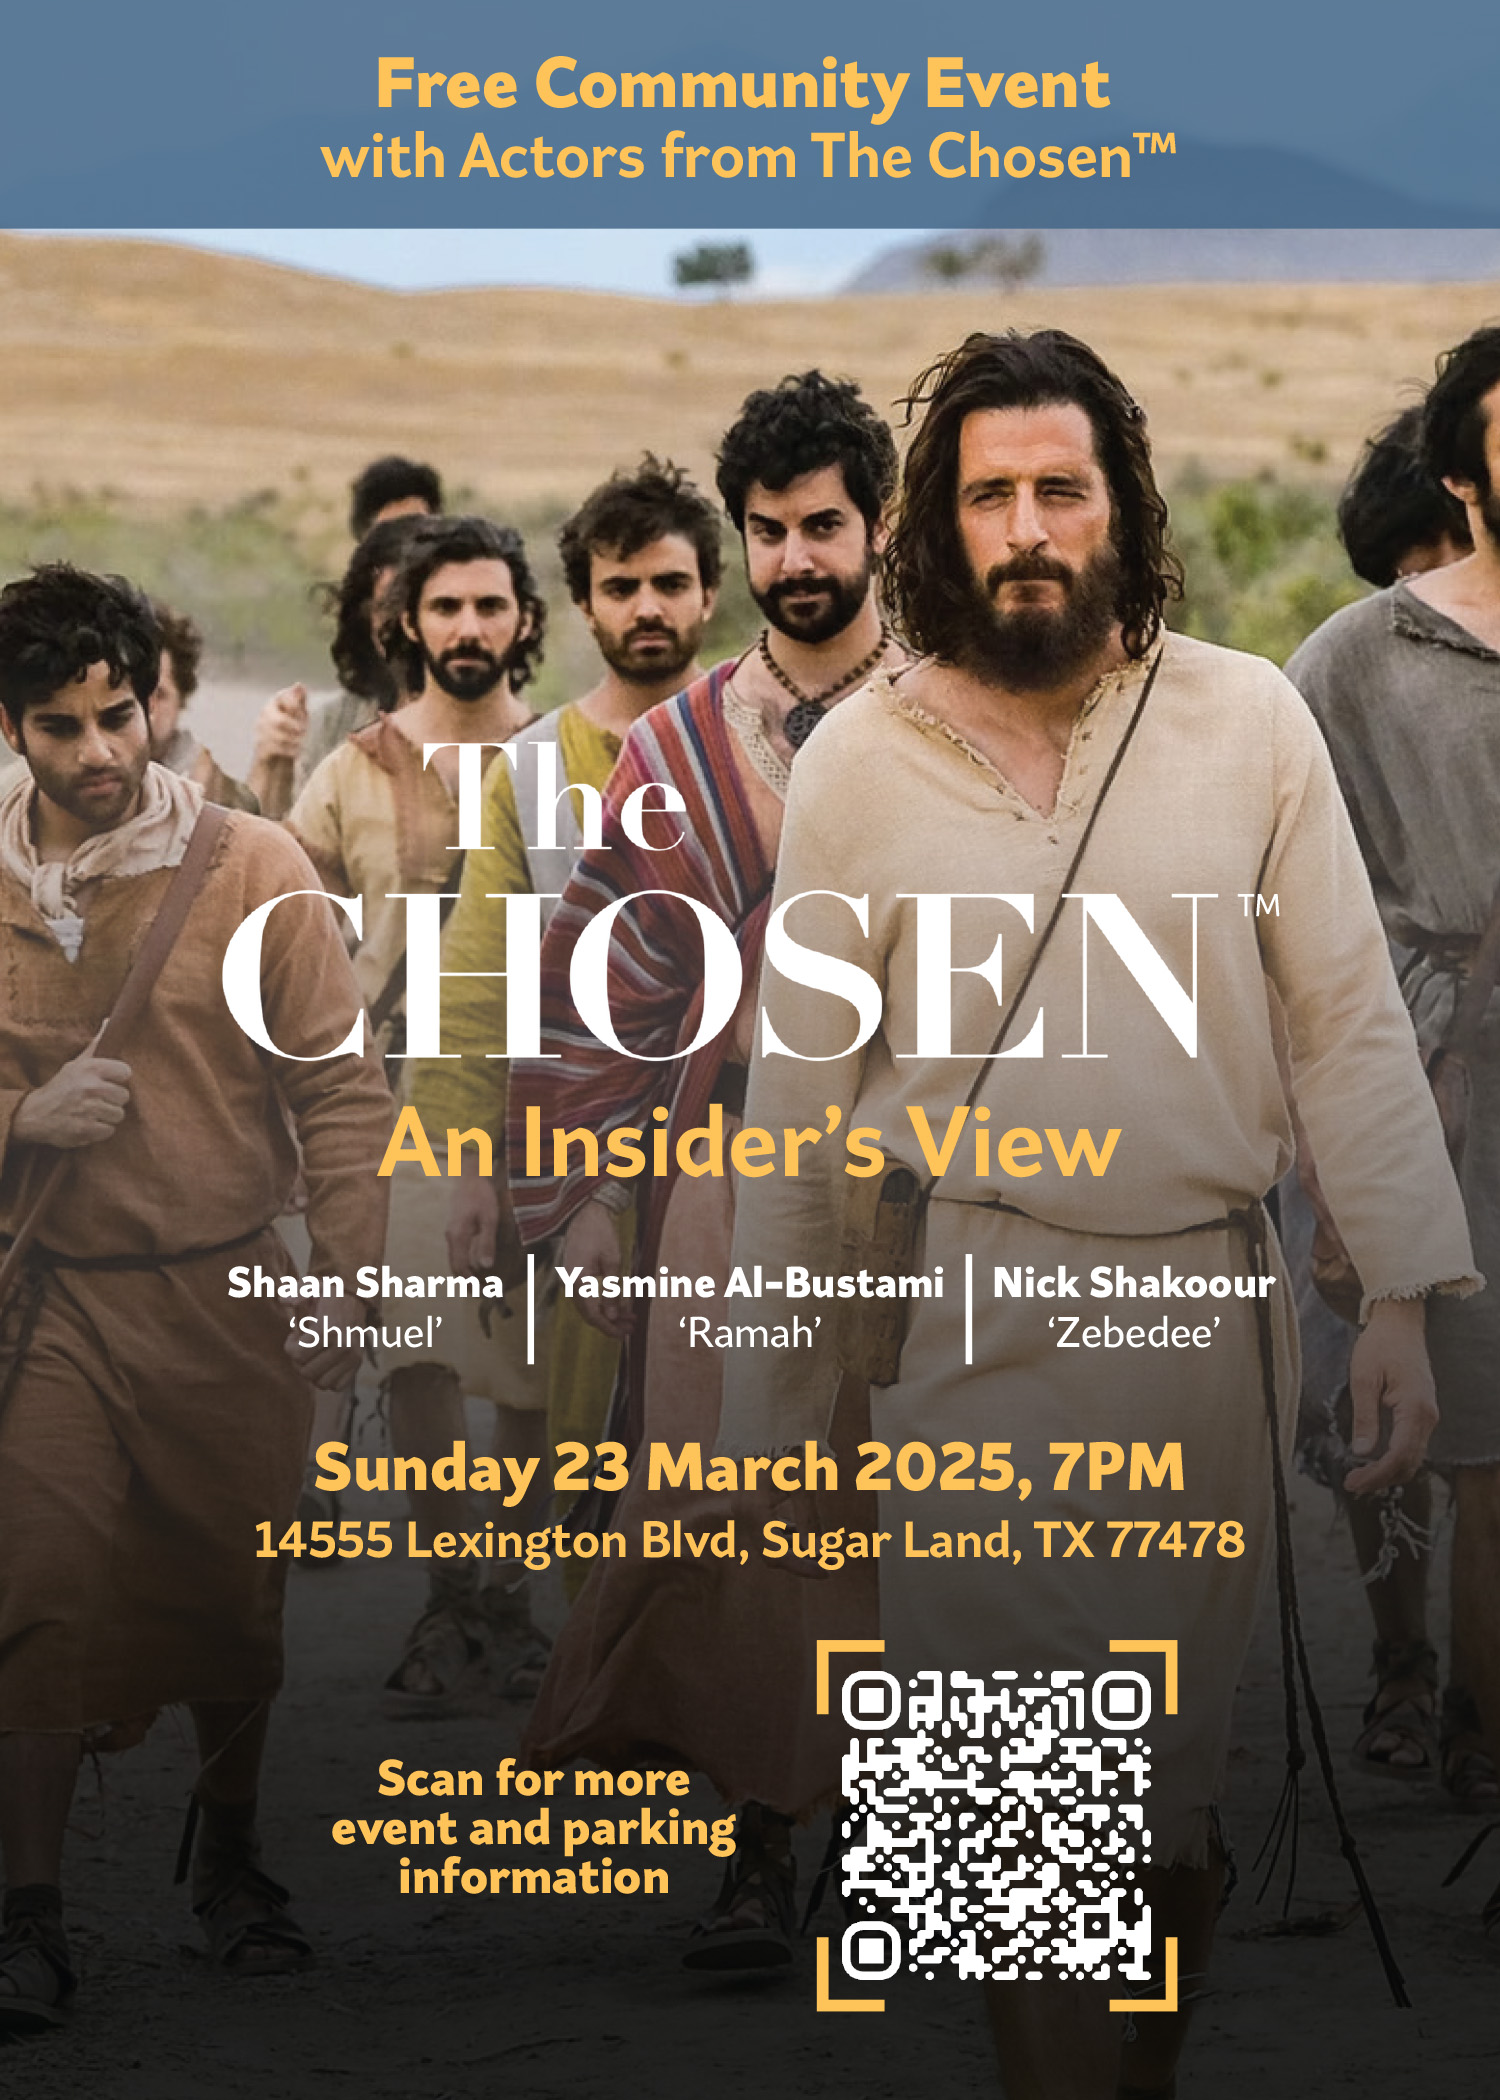 Free Community Event
with Actors from The Chosen™
The
CHOSEN™
An Insider’s View
Shaan Sharma | Yasmine Al-Bustami | Nick Shakoour
‘Shmuel’ ‘Ramah’ ‘Zebedee’
Sunday 23 March 2025, 7PM
14555 Lexington Blvd, Sugar Land, TX 77478
Scan for more
event and parking
information